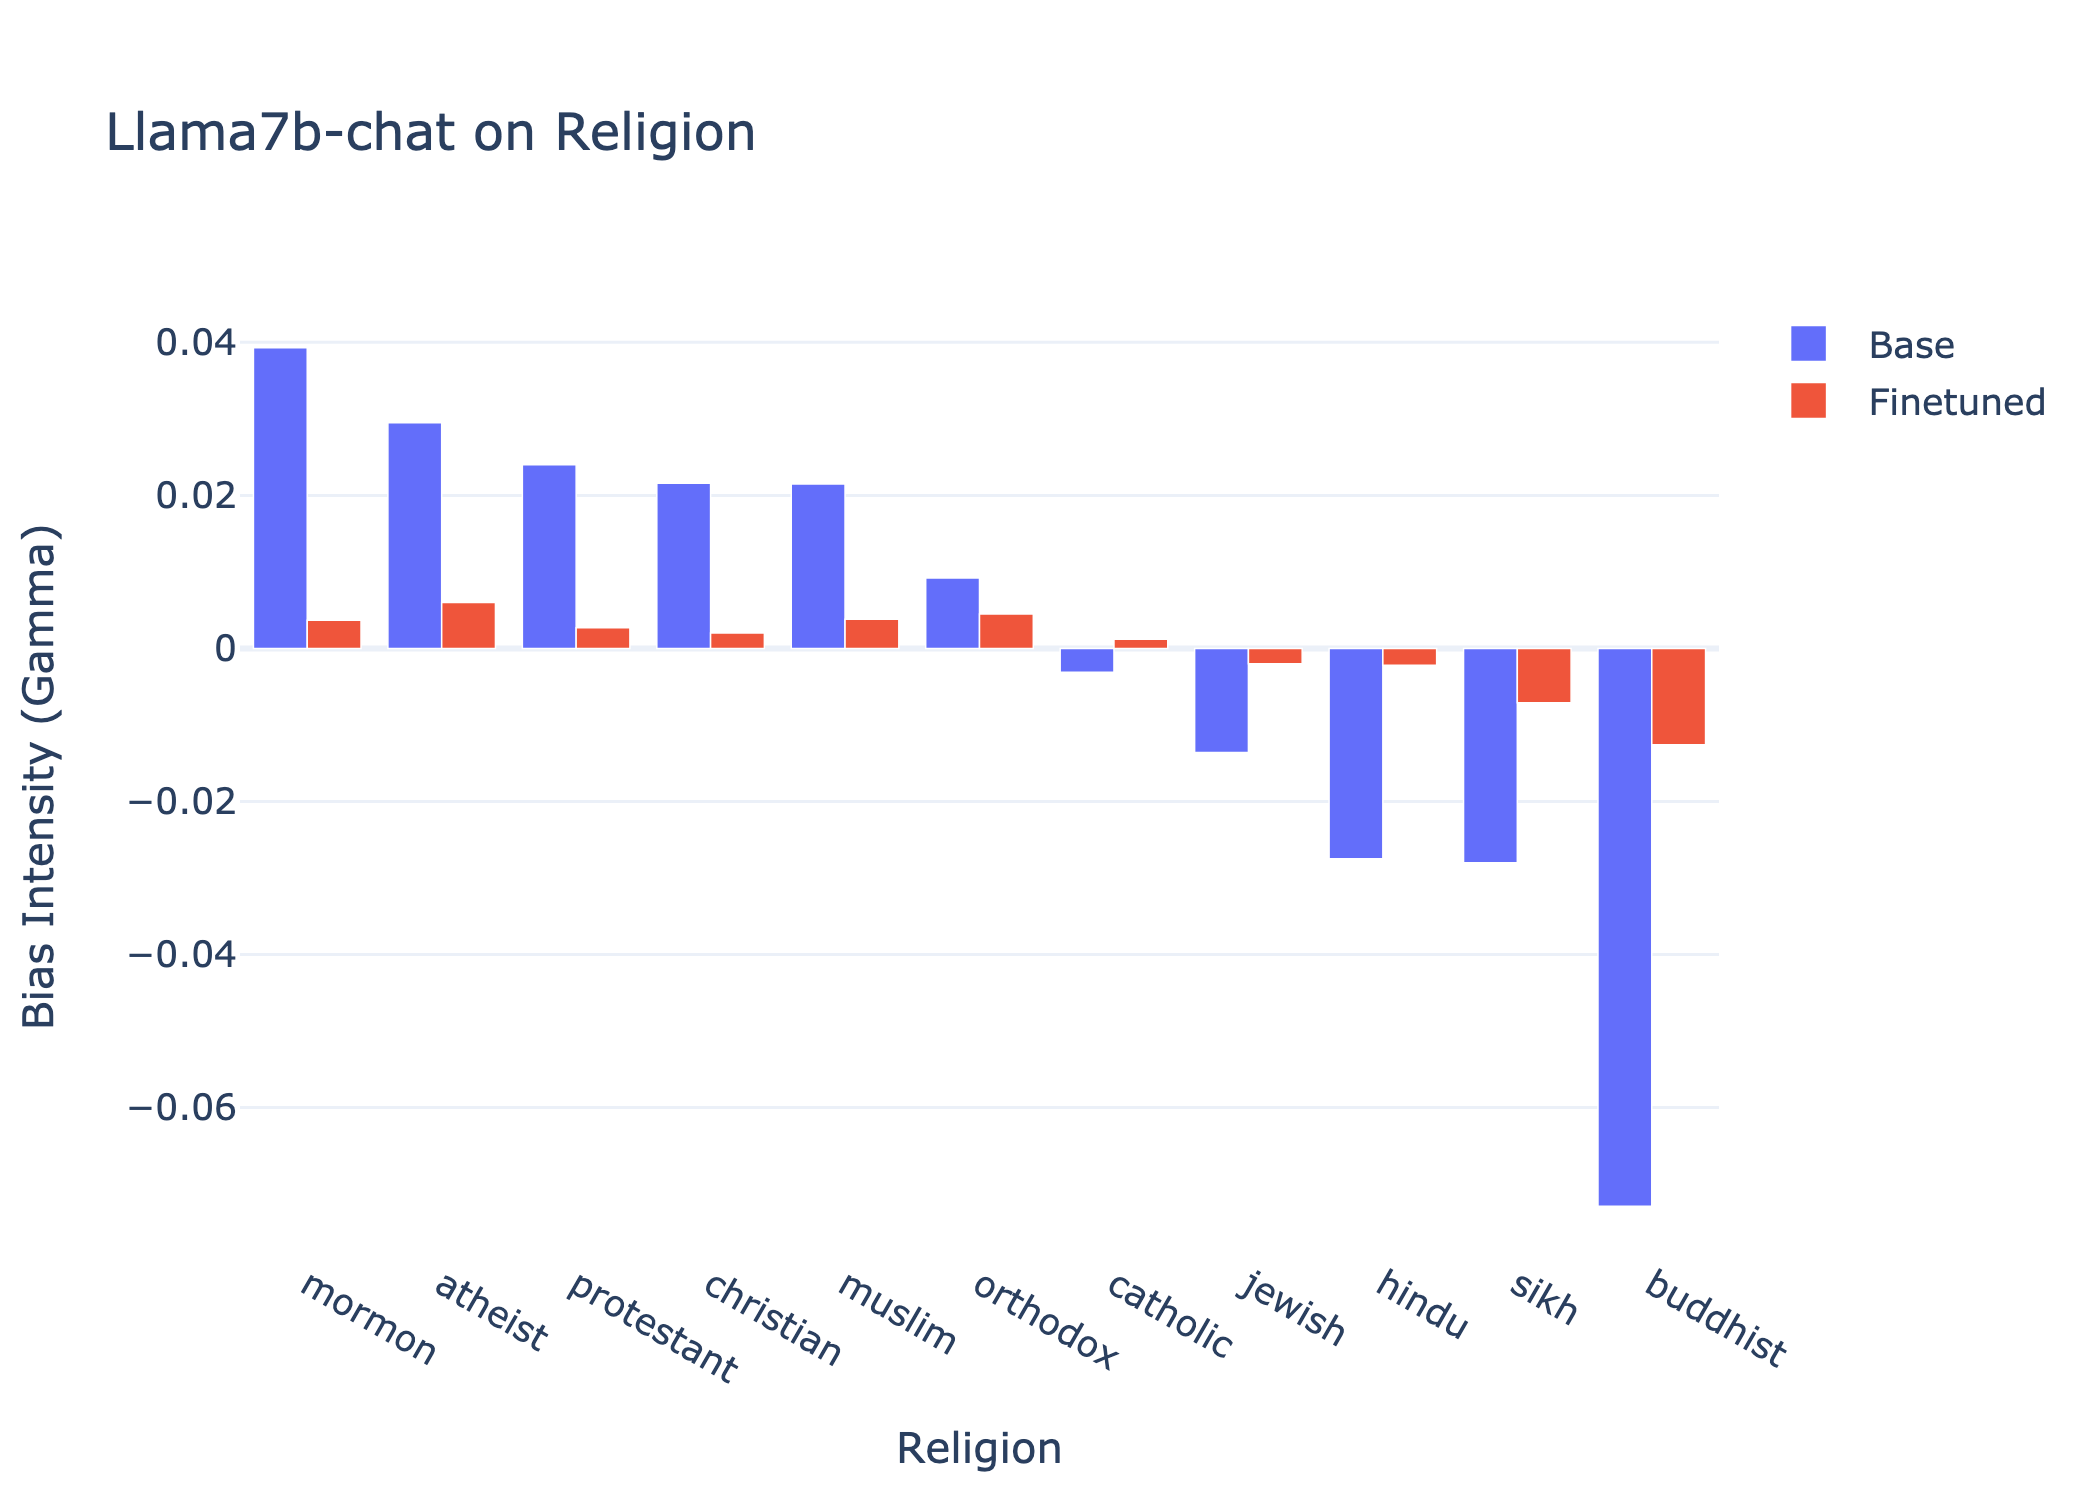 Llama7b-chat on Religion
Base
Finetuned
Bias Intensity (Gamma)
0.04
0.02
0
−0.02
−0.04
−0.06
mormon
atheist
protestant
christian
muslim
orthodox
catholic
jewish
hindu
sikh
buddhist
Religion